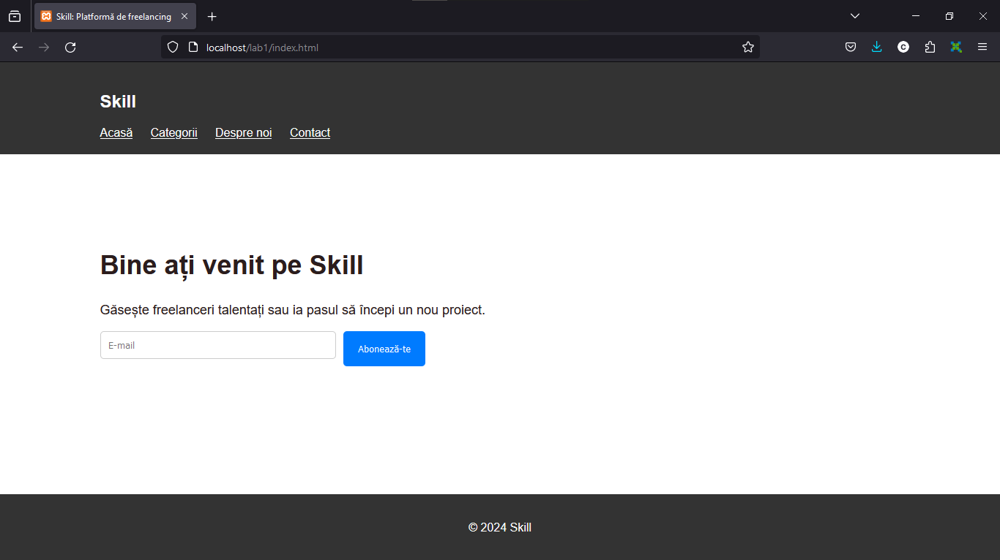 Skill: Platformă de freelancing
localhost/lab1/index.html
Skill
Acasă Categorii Despre noi Contact
Bine ați venit pe Skill
Găsește freelanceri talentați sau ia pasul să începi un nou proiect.
E-mail Abonează-te
© 2024 Skill